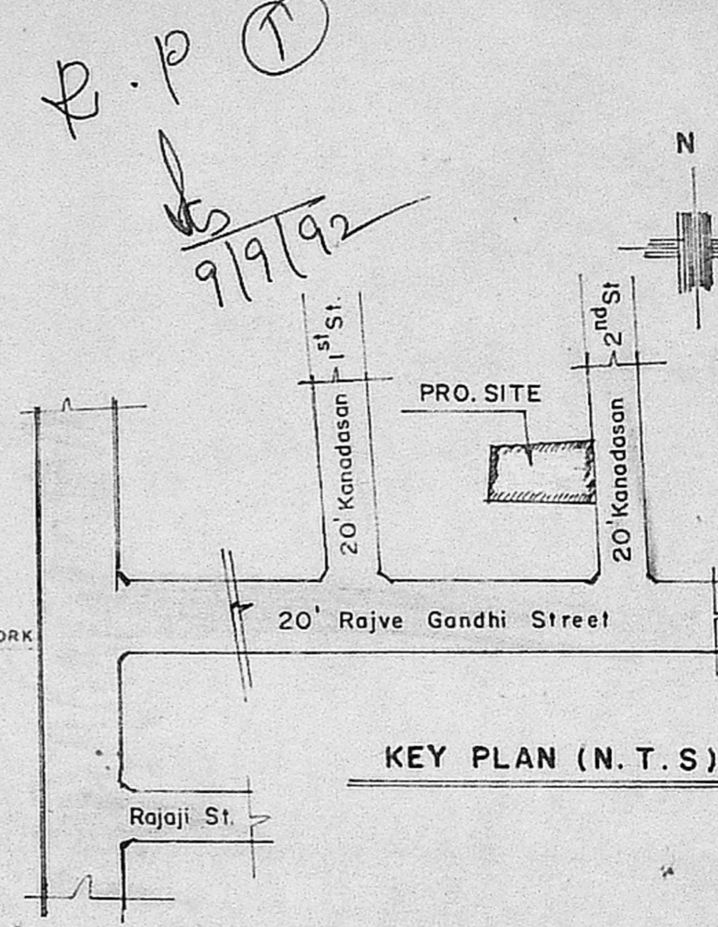 R.P T
9/9/92
N
1st St.
2nd St
PRO. SITE
20' Kanadasan
20' Kanadasan
ORK
20' Rajve Gandhi Street
KEY PLAN (N.T.S)
Rajaji St.